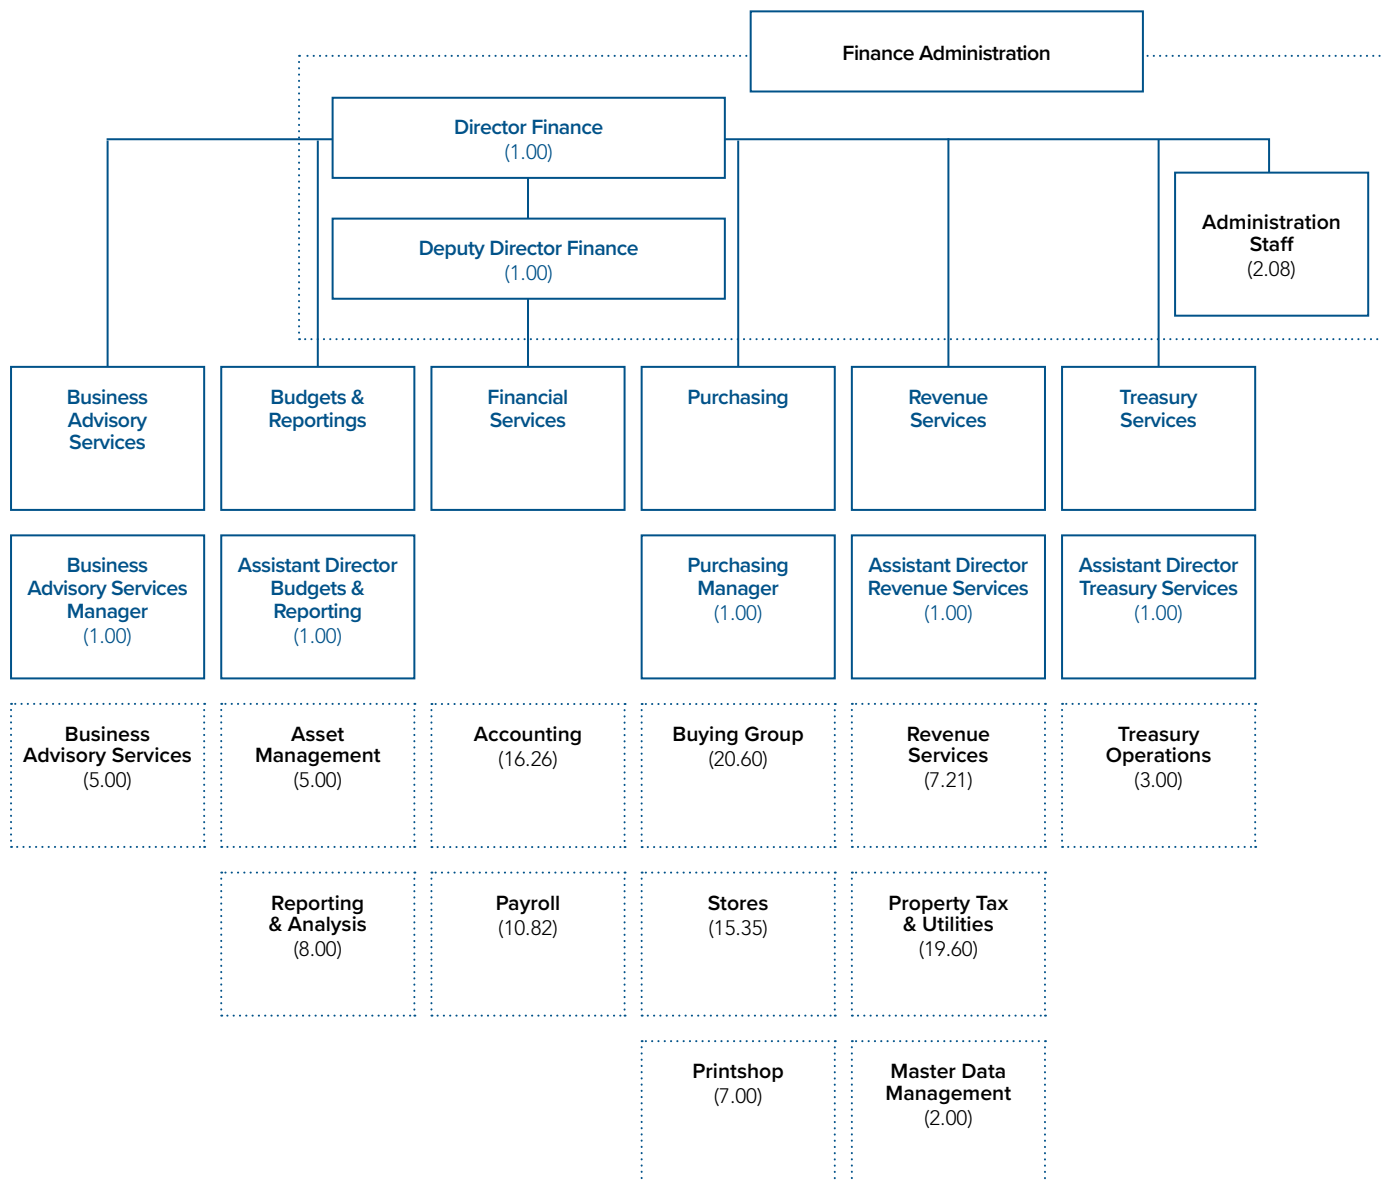 Finance Administration
Director Finance
(1.00)
Deputy Director Finance
(1.00)
Administration
Staff
(2.08)
Business
Advisory
Services
Budgets &
Reportings
Financial
Services
Purchasing
Revenue
Services
Treasury
Services
Business
Advisory Services
Manager
(1.00)
Assistant Director
Budgets &
Reporting
(1.00)
Purchasing
Manager
(1.00)
Assistant Director
Revenue Services
(1.00)
Assistant Director
Treasury Services
(1.00)
Business
Advisory Services
(5.00)
Asset
Management
(5.00)
Accounting
(16.26)
Buying Group
(20.60)
Revenue
Services
(7.21)
Treasury
Operations
(3.00)
Reporting
& Analysis
(8.00)
Payroll
(10.82)
Stores
(15.35)
Property Tax
& Utilities
(19.60)
Printshop
(7.00)
Master Data
Management
(2.00)